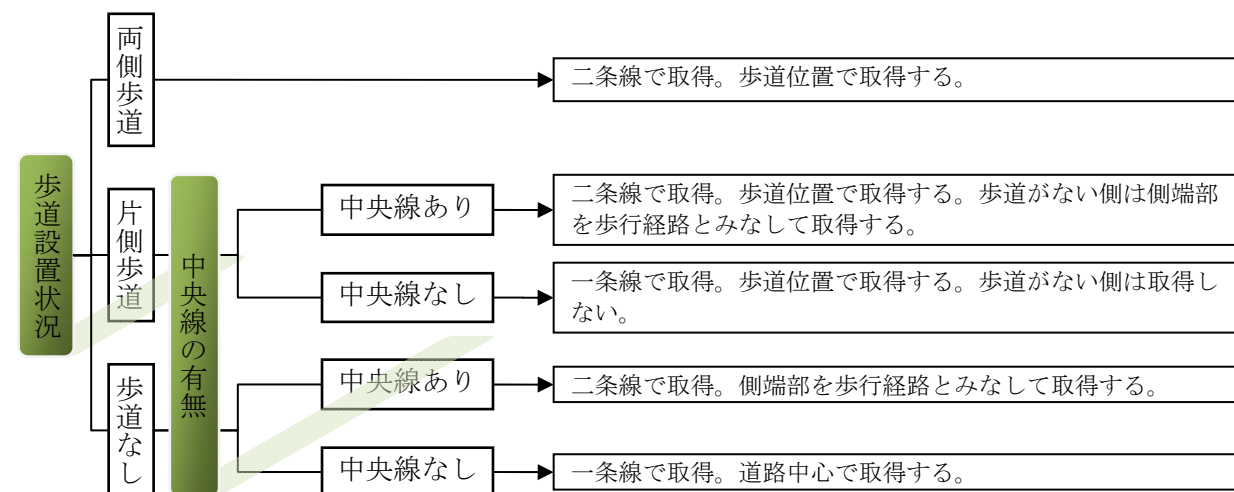 歩道設置状況
両側歩道
二条線で取得。歩道位置で取得する。
片側歩道
中央線の有無
中央線あり
二条線で取得。歩道位置で取得する。歩道がない側は側端部
を歩行経路とみなして取得する。
中央線なし
一条線で取得。歩道位置で取得する。歩道がない側は取得し
ない。
歩道なし
中央線あり
二条線で取得。側端部を歩行経路とみなして取得する。
中央線なし
一条線で取得。道路中心で取得する。